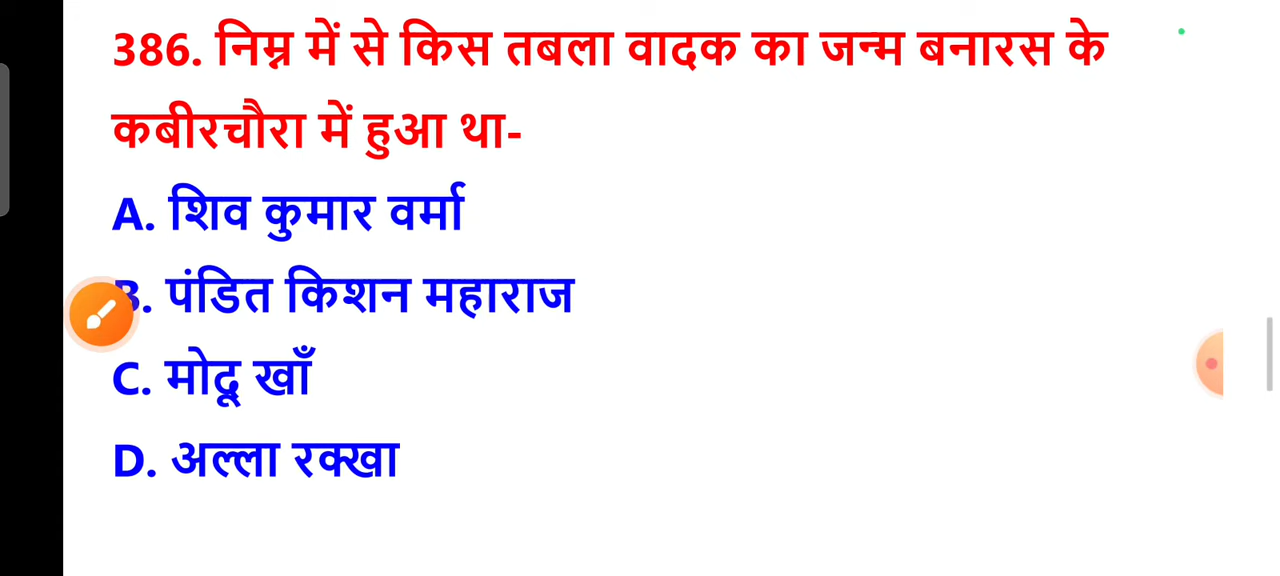 386. निम्न में से किस तबला वादक का जन्म बनारस के
कबीरचौरा में हुआ था-
A. शिव कुमार वर्मा
B. पंडित किशन महाराज
C. मोदू खाँ
D. अल्ला रक्खा